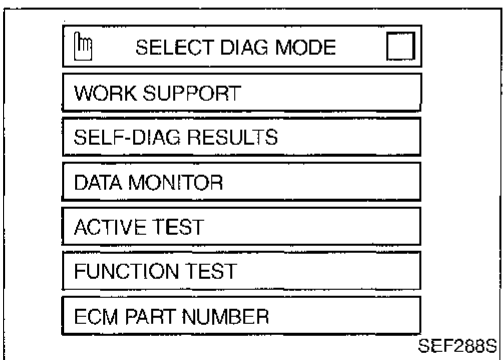 SELECT DIAG MODE
WORK SUPPORT
SELF-DIAG RESULTS
DATA MONITOR
ACTIVE TEST
FUNCTION TEST
ECM PART NUMBER
SEF288S